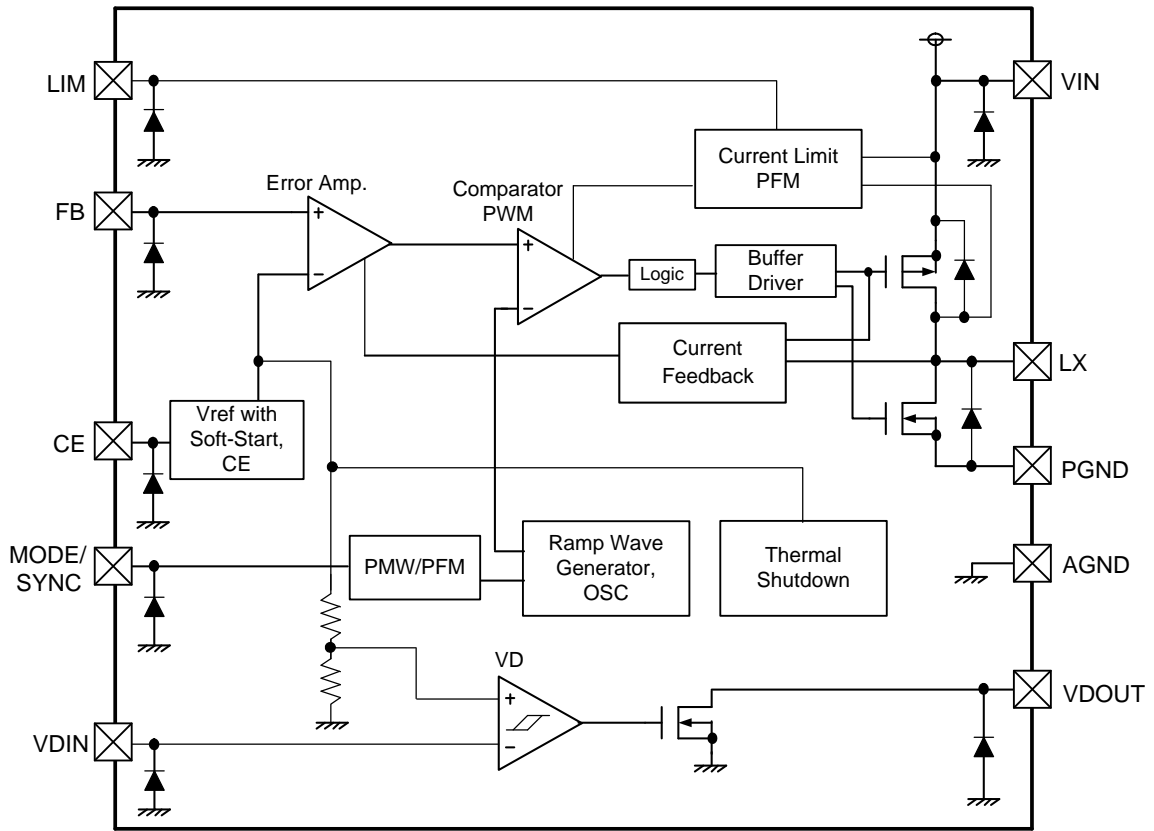 LIM
VIN
Current Limit
PFM
Error Amp.
Comparator
PWM
FB
+
−
+
−
Logic
Buffer
Driver
Current
Feedback
LX
Vref with
Soft-Start,
CE
CE
PGND
MODE/
SYNC
PMW/PFM
Ramp Wave
Generator,
OSC
Thermal
Shutdown
AGND
VD
+
−
VDOUT
VDIN